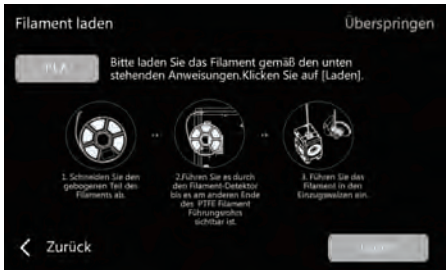 Filament laden
Überspringen
PLA
Bitte laden Sie das Filament gemäß den unten
stehenden Anweisungen.Klicken Sie auf [Laden].
1. Schneiden Sie den
gebogenen Teil des
Filaments ab.
2.Führen Sie es durch
den Filament-Detektor
bis es am anderen Ende
des PTFE Filament
Führungsrohrs
sichtbar ist.
3. Führen Sie das
Filament in den
Einzugswalzen ein.
Zurück